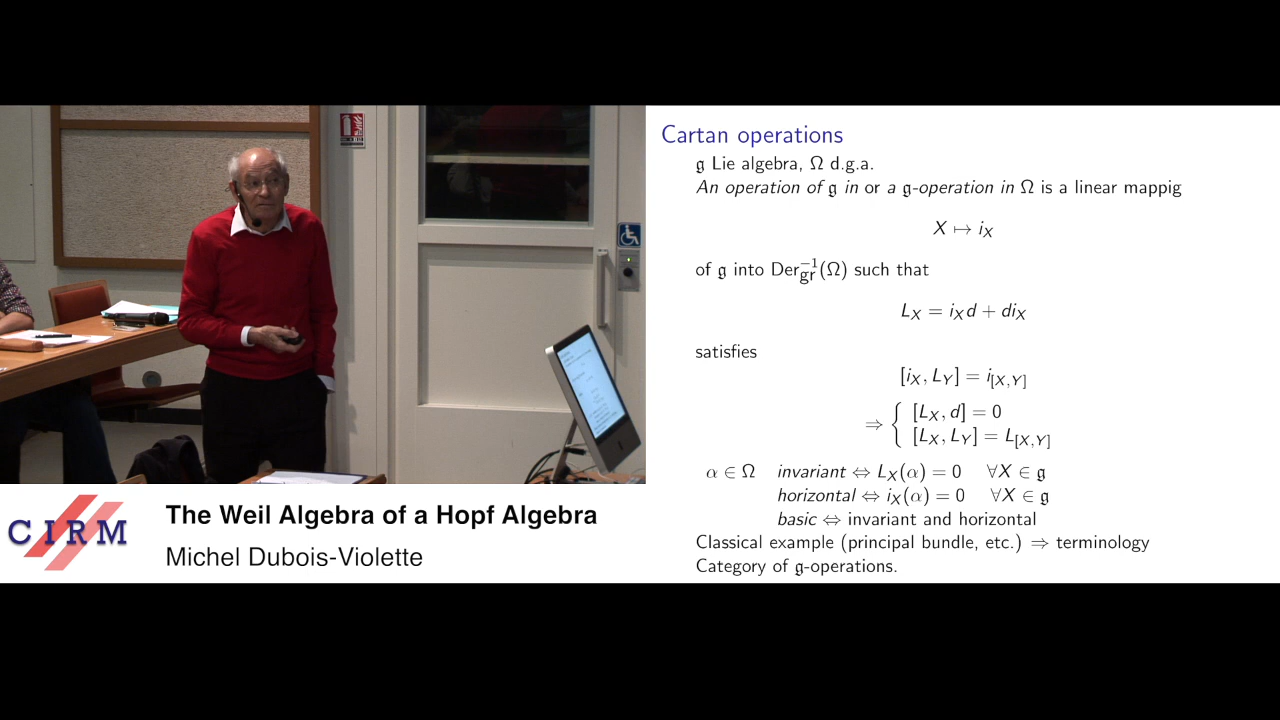 Cartan operations
𝔤 Lie algebra, Ω d.g.a.
An operation of 𝔤 in or a 𝔤-operation in Ω is a linear mappig
X ↦ i_X
of 𝔤 into Der_gr^{-1}(Ω) such that
L_X = i_X d + d i_X
satisfies
[i_X, L_Y] = i_{[X,Y]}
⇒ { [L_X, d] = 0
[L_X, L_Y] = L_{[X,Y]}
α ∈ Ω invariant ⇔ L_X(α) = 0 ∀X ∈ 𝔤
horizontal ⇔ i_X(α) = 0 ∀X ∈ 𝔤
basic ⇔ invariant and horizontal
Classical example (principal bundle, etc.) ⇒ terminology
Category of 𝔤-operations.
CIRM
The Weil Algebra of a Hopf Algebra
Michel Dubois-Violette